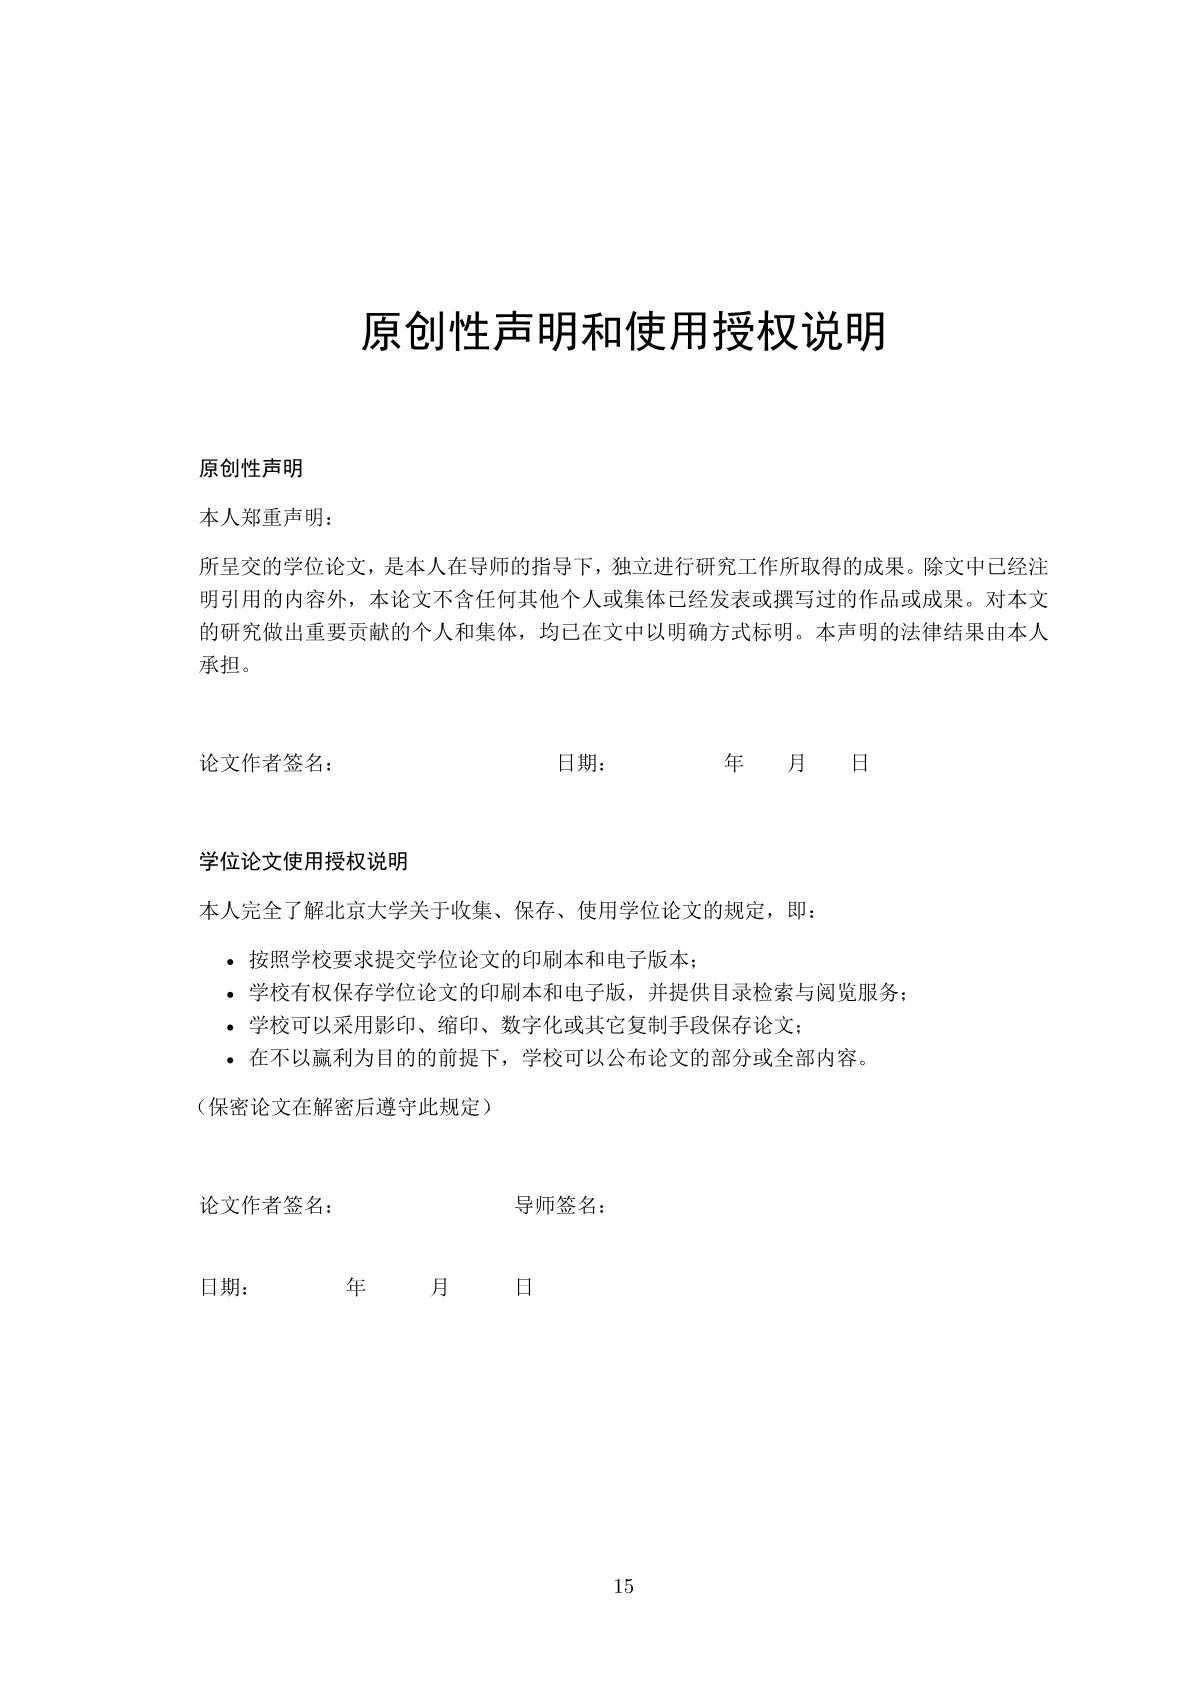 原创性声明和使用授权说明
原创性声明
本人郑重声明：
所呈交的学位论文，是本人在导师的指导下，独立进行研究工作所取得的成果。除文中已经注
明引用的内容外，本论文不含任何其他个人或集体已经发表或撰写过的作品或成果。对本文
的研究做出重要贡献的个人和集体，均已在文中以明确方式标明。本声明的法律结果由本人
承担。
论文作者签名： 日期： 年 月 日
学位论文使用授权说明
本人完全了解北京大学关于收集、保存、使用学位论文的规定，即：
• 按照学校要求提交学位论文的印刷本和电子版本；
• 学校有权保存学位论文的印刷本和电子版，并提供目录检索与阅览服务；
• 学校可以采用影印、缩印、数字化或其它复制手段保存论文；
• 在不以赢利为目的的前提下，学校可以公布论文的部分或全部内容。
（保密论文在解密后遵守此规定）
论文作者签名： 导师签名：
日期： 年 月 日
15